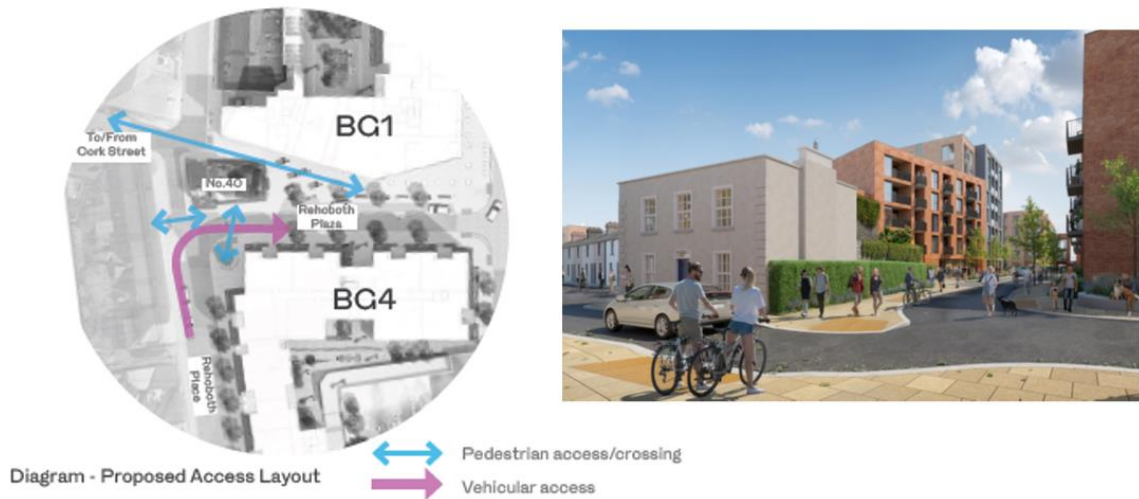 BG1
To/From
Cork Street
No.40
Rehoboth
Plaza
BG4
Rehoboth
Place
Diagram - Proposed Access Layout
Pedestrian access/crossing
Vehicular access